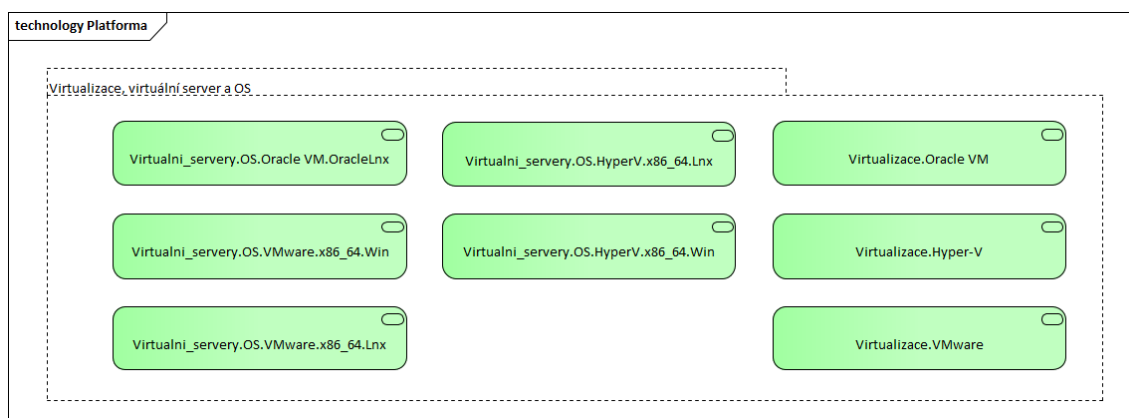 technology Platforma
Virtualizace, virtuální server a OS
Virtualni_servery.OS.Oracle VM.OracleLnx
Virtualni_servery.OS.HyperV.x86_64.Lnx
Virtualizace.Oracle VM
Virtualni_servery.OS.VMware.x86_64.Win
Virtualni_servery.OS.HyperV.x86_64.Win
Virtualizace.Hyper-V
Virtualni_servery.OS.VMware.x86_64.Lnx
Virtualizace.VMware